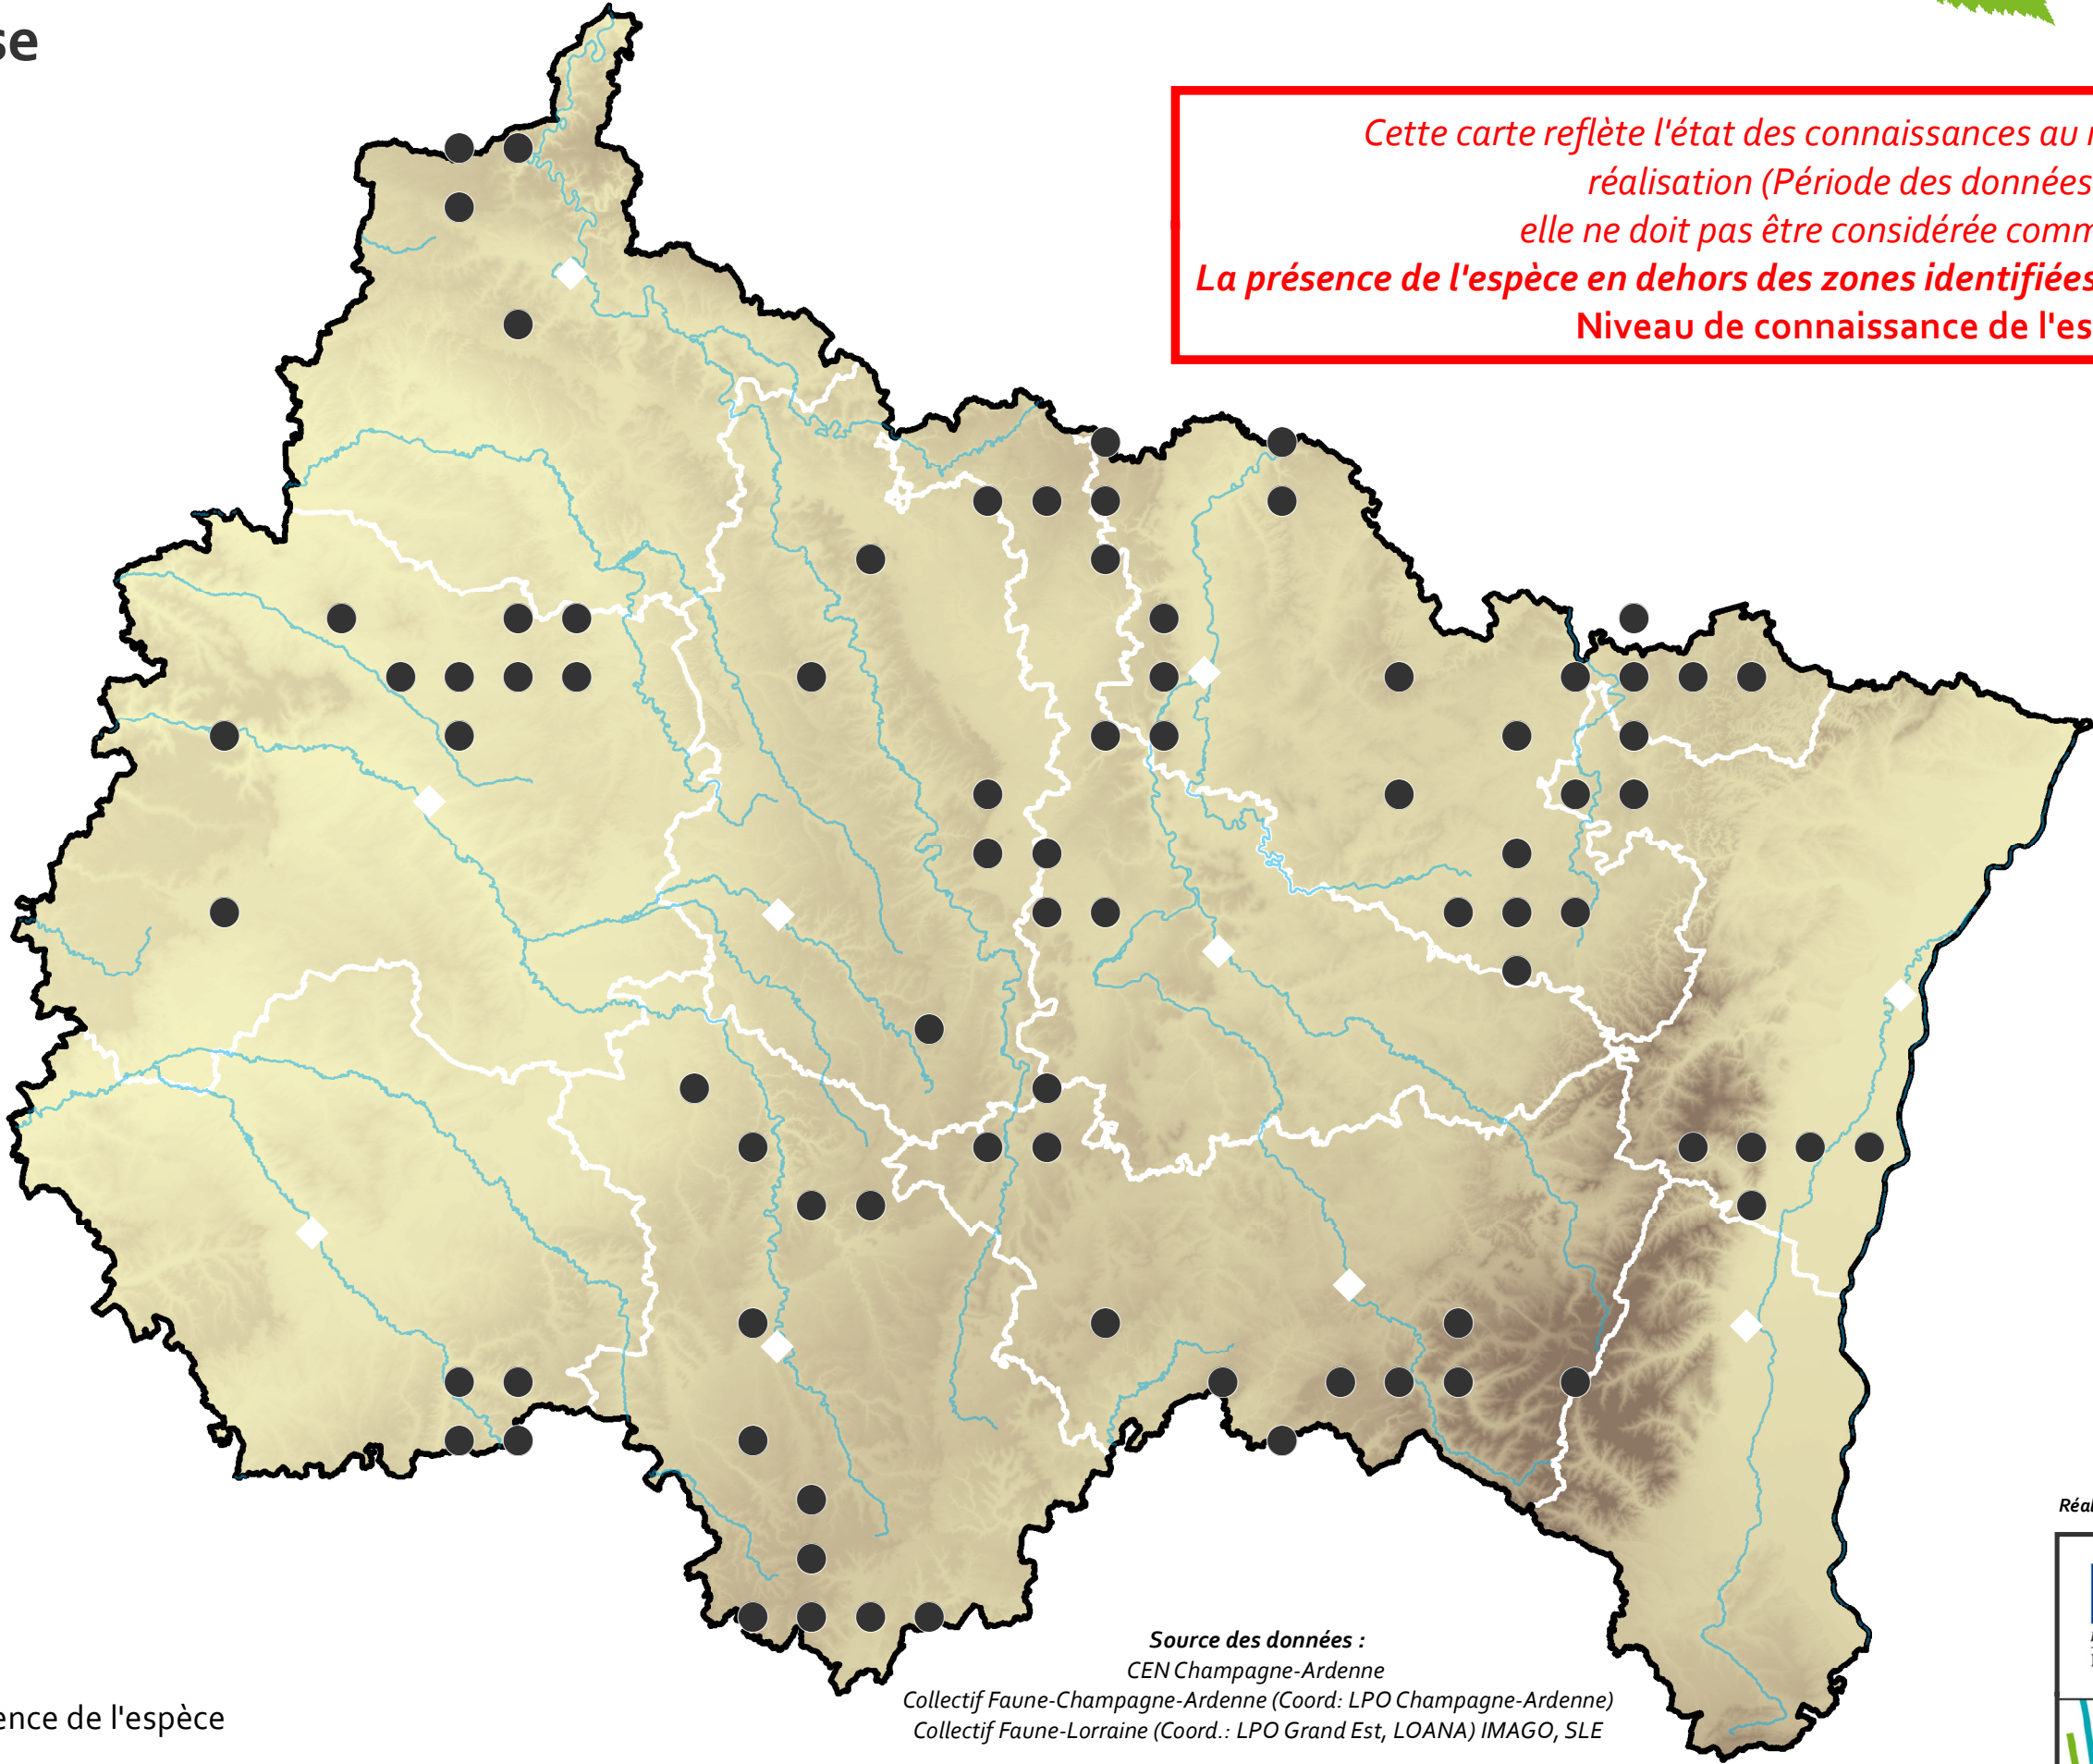 se
Cette carte reflète l'état des connaissances au
réalisation (Période des données
elle ne doit pas être considérée comm
La présence de l'espèce en dehors des zones identifiées
Niveau de connaissance de l'es
Réal
Source des données :
CEN Champagne-Ardenne
Collectif Faune-Champagne-Ardenne (Coord: LPO Champagne-Ardenne)
Collectif Faune-Lorraine (Coord.: LPO Grand Est, LOANA) IMAGO, SLE
ence de l'espèce